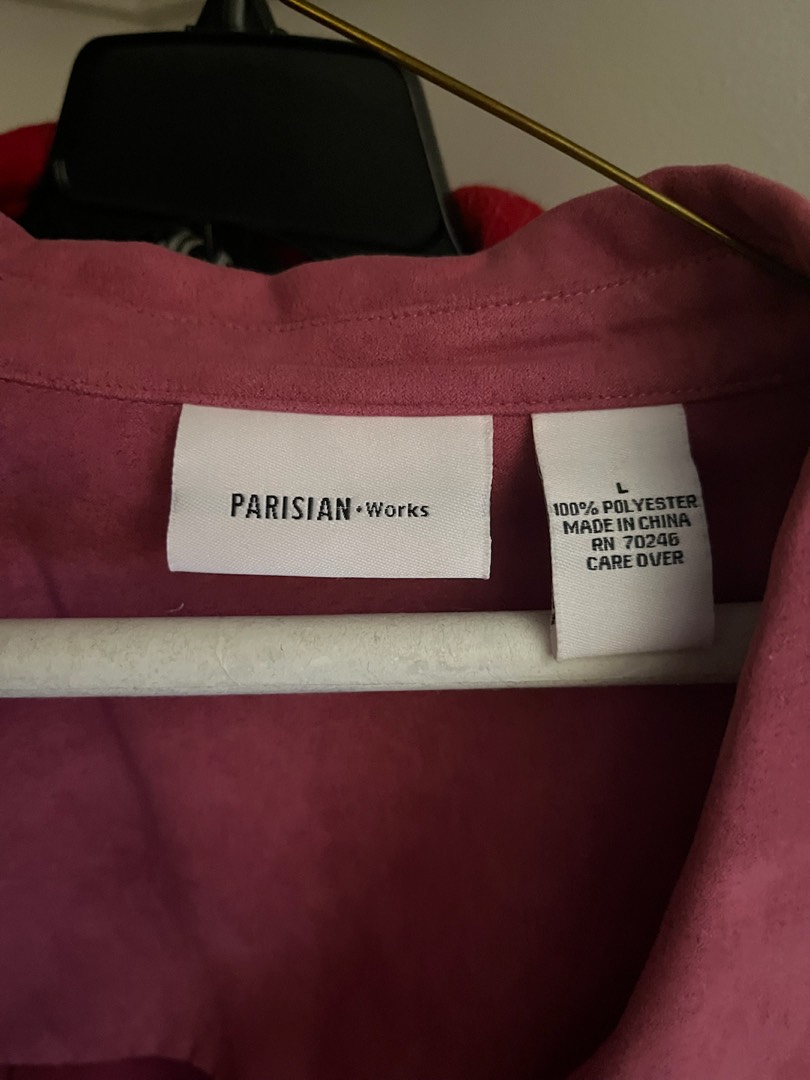 PARISIAN•Works
L
100% POLYESTER
MADE IN CHINA
RN 70246
CARE OVER